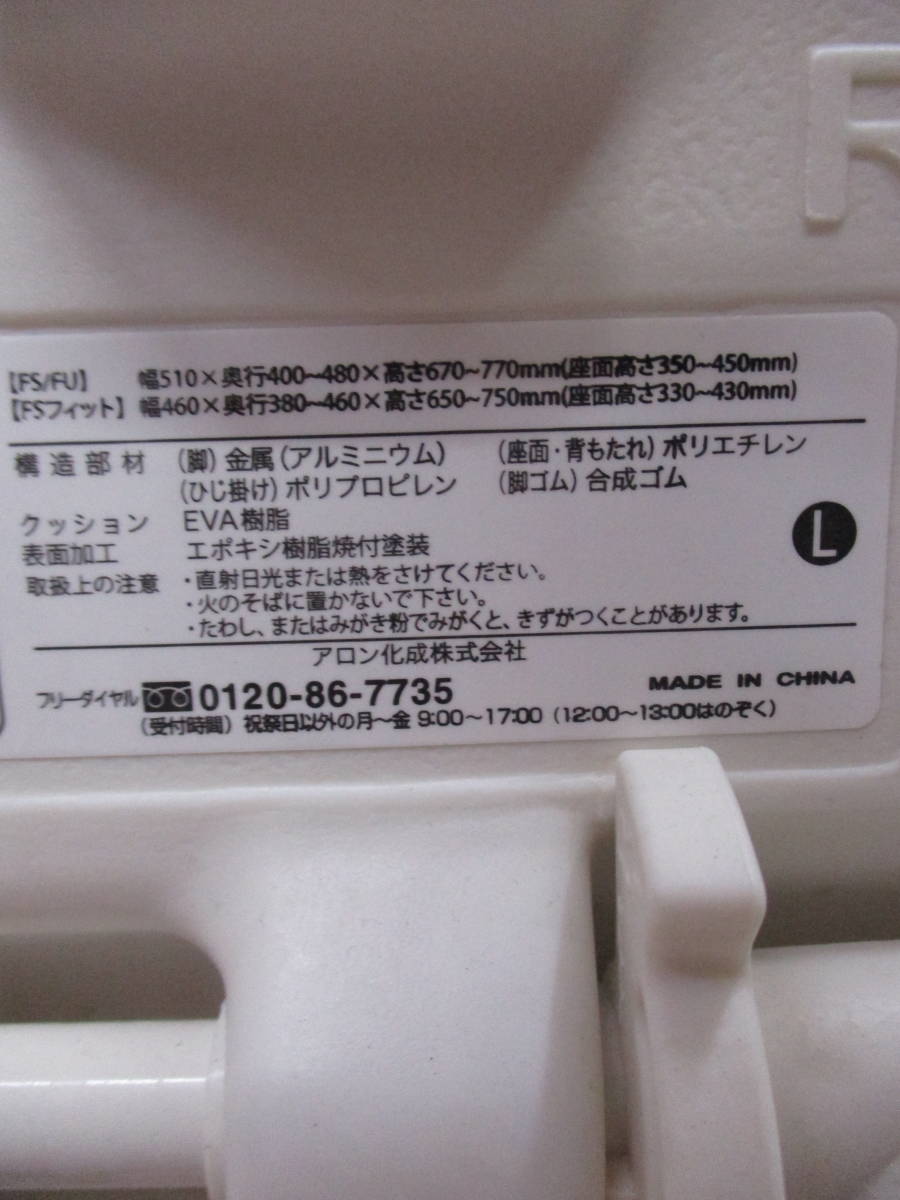 【FS/FU】 幅510×奥行400~480×高さ670~770mm(座面高さ350~450mm)
【FSフィット】 幅460×奥行380~460×高さ650~750mm(座面高さ330~430mm)
構造部材 (脚) 金属 (アルミニウム) (座面・背もたれ) ポリエチレン
(ひじ掛け) ポリプロピレン (脚ゴム) 合成ゴム
クッション EVA樹脂
表面加工 エポキシ樹脂焼付塗装
L
取扱上の注意 ・直射日光または熱をさけてください。
・火のそばに置かないで下さい。
・たわし、またはみがき粉でみがくと、きずがつくことがあります。
アロン化成株式会社
フリーダイヤル 0120-86-7735 MADE IN CHINA
(受付時間) 祝祭日以外の月~金 9:00~17:00 (12:00~13:00はのぞく)